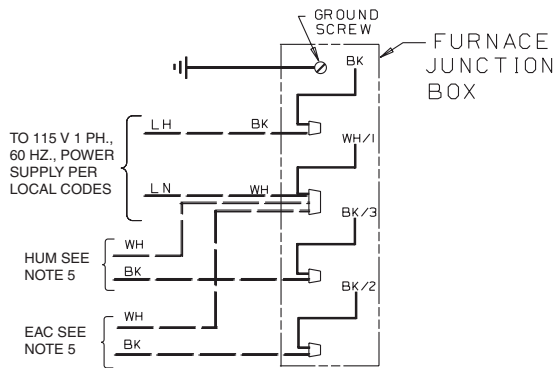 GROUND
SCREW
BK
FURNACE
JUNCTION
BOX
LH BK
TO 115 V 1 PH.,
60 HZ., POWER
SUPPLY PER
LOCAL CODES
WH/1
LN WH
BK/3
WH
HUM SEE
NOTE 5
BK
BK/2
WH
EAC SEE
NOTE 5
BK